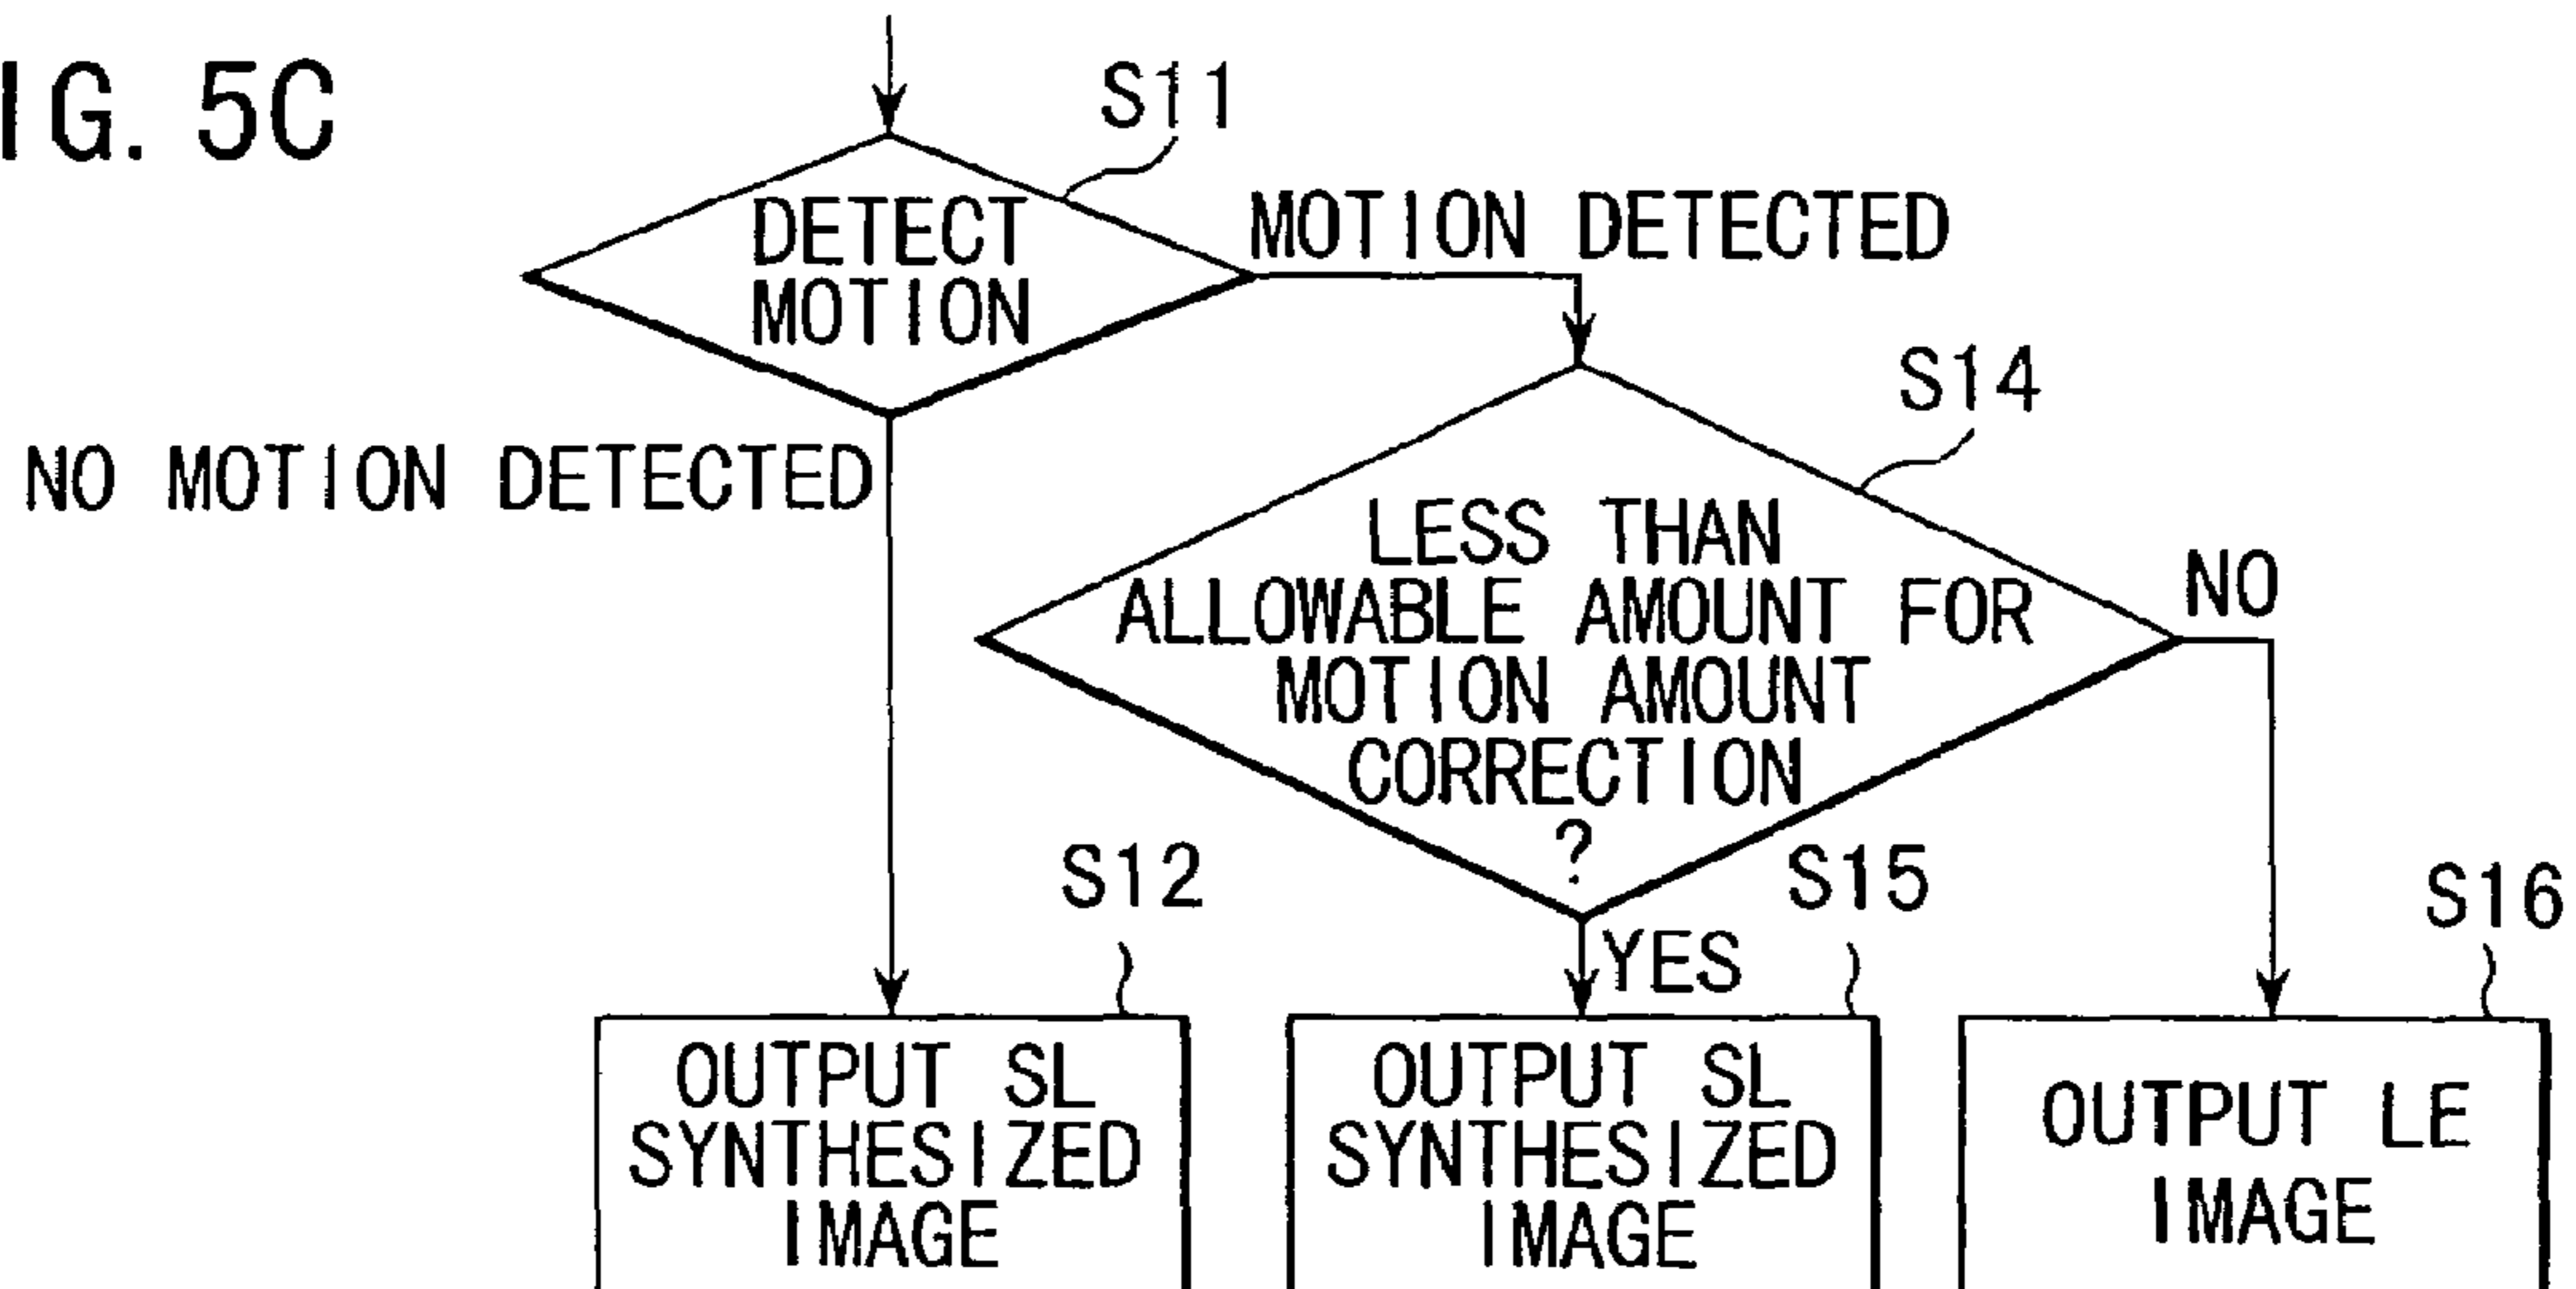 IG. 5C
S11
DETECT
MOTION
MOTION DETECTED
NO MOTION DETECTED
S14
LESS THAN
ALLOWABLE AMOUNT FOR
MOTION AMOUNT
CORRECTION
?
NO
YES
S12
OUTPUT SL
SYNTHESIZED
IMAGE
S15
OUTPUT SL
SYNTHESIZED
IMAGE
S16
OUTPUT LE
IMAGE